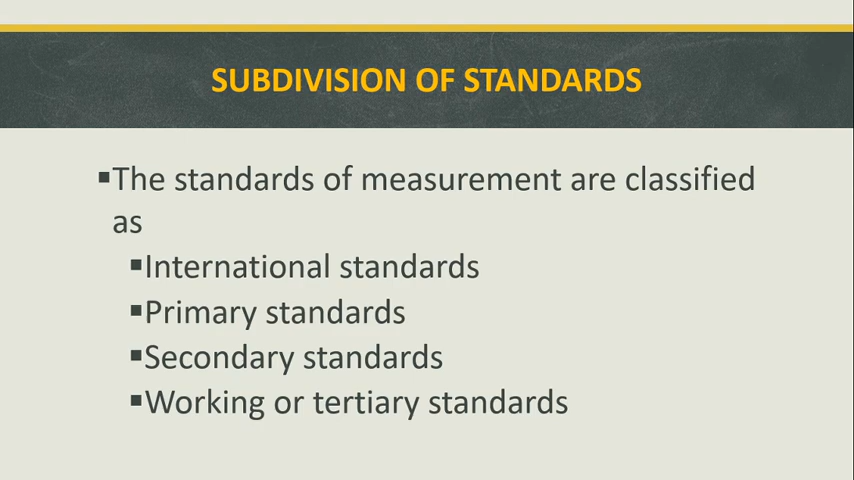 SUBDIVISION OF STANDARDS
▪The standards of measurement are classified
as
▪International standards
▪Primary standards
▪Secondary standards
▪Working or tertiary standards